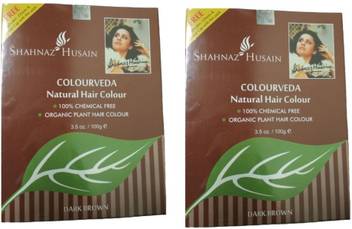 FREE
SHAHNAZ HUSAIN
COLOURVEDA
Natural Hair Colour
• 100% CHEMICAL FREE
• ORGANIC PLANT HAIR COLOUR
3.5 oz. / 100g e
DARK BROWN
FREE
SHAHNAZ HUSAIN
COLOURVEDA
Natural Hair Colour
• 100% CHEMICAL FREE
• ORGANIC PLANT HAIR COLOUR
3.5 oz. / 100g e
DARK BROWN